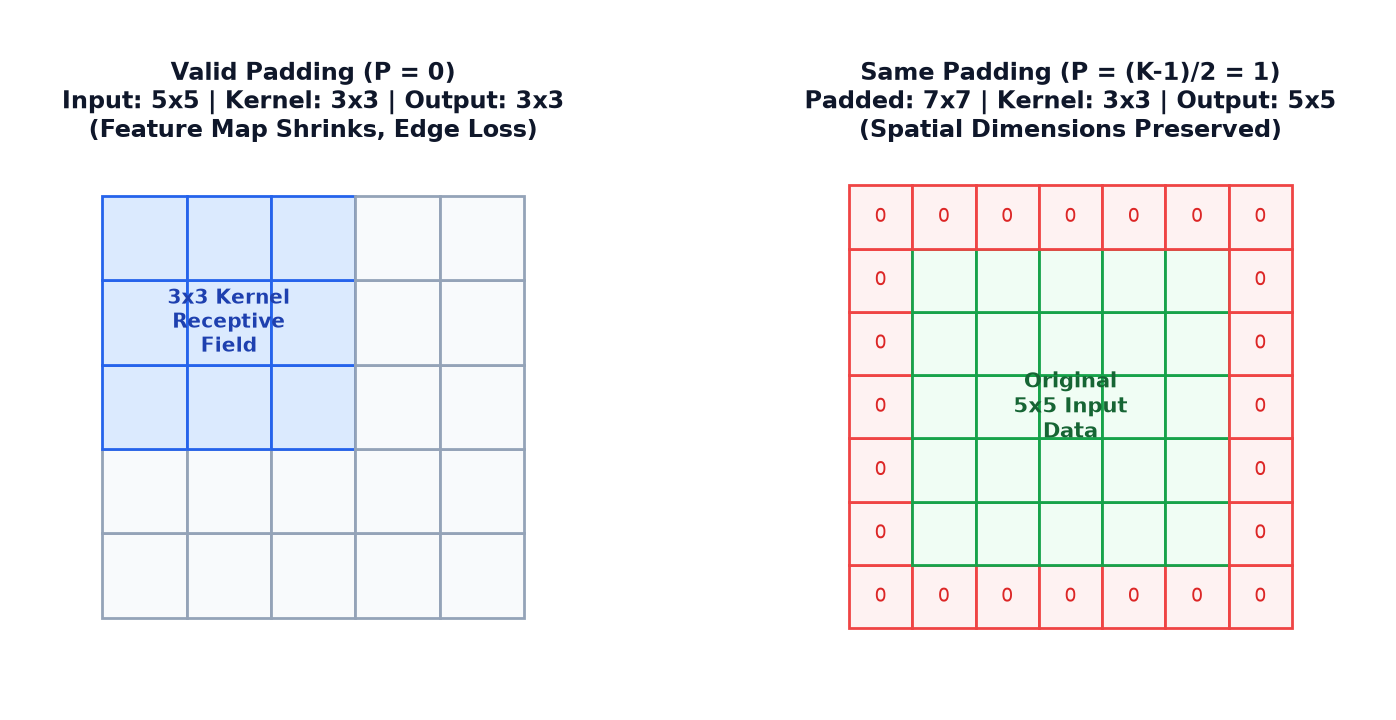 Valid Padding (P = 0)
Input: 5x5 | Kernel: 3x3 | Output: 3x3
(Feature Map Shrinks, Edge Loss)
3x3 Kernel
Receptive
Field
Same Padding (P = (K-1)/2 = 1)
Padded: 7x7 | Kernel: 3x3 | Output: 5x5
(Spatial Dimensions Preserved)
0 0 0 0 0 0 0
0 0
0 0
Original
5x5 Input
Data
0 0
0 0
0 0
0 0 0 0 0 0 0